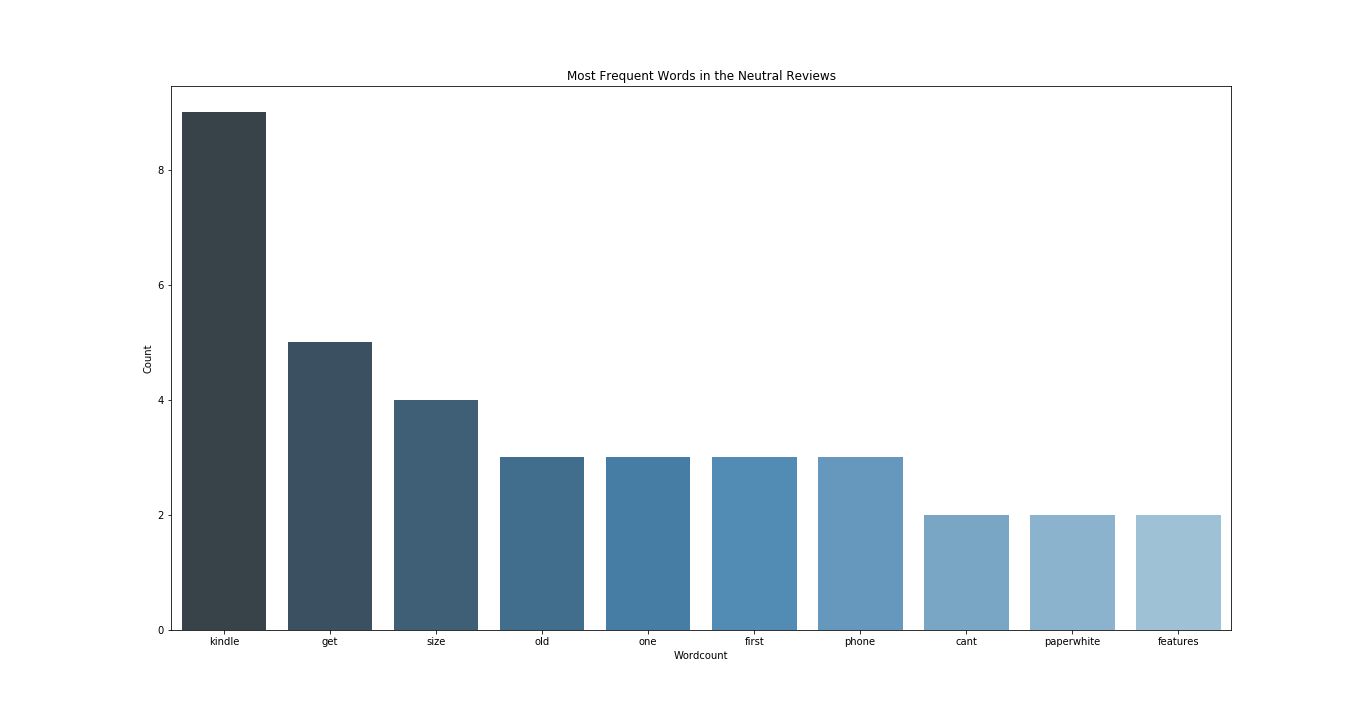 Most Frequent Words in the Neutral Reviews
Count
8
6
4
2
0
kindle get size old one first phone cant paperwhite features
Wordcount